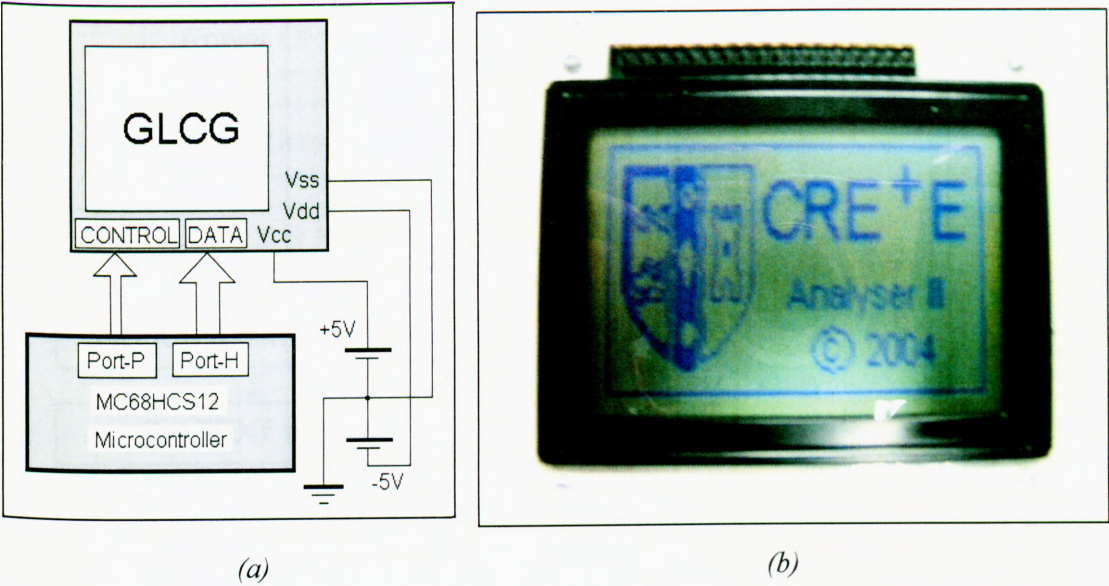 GLCG
Vss
Vdd
CONTROL DATA Vcc
+5V
Port-P Port-H
MC68HCS12
Microcontroller
-5V
(a)
CRE+E
Analyser II
© 2004
(b)